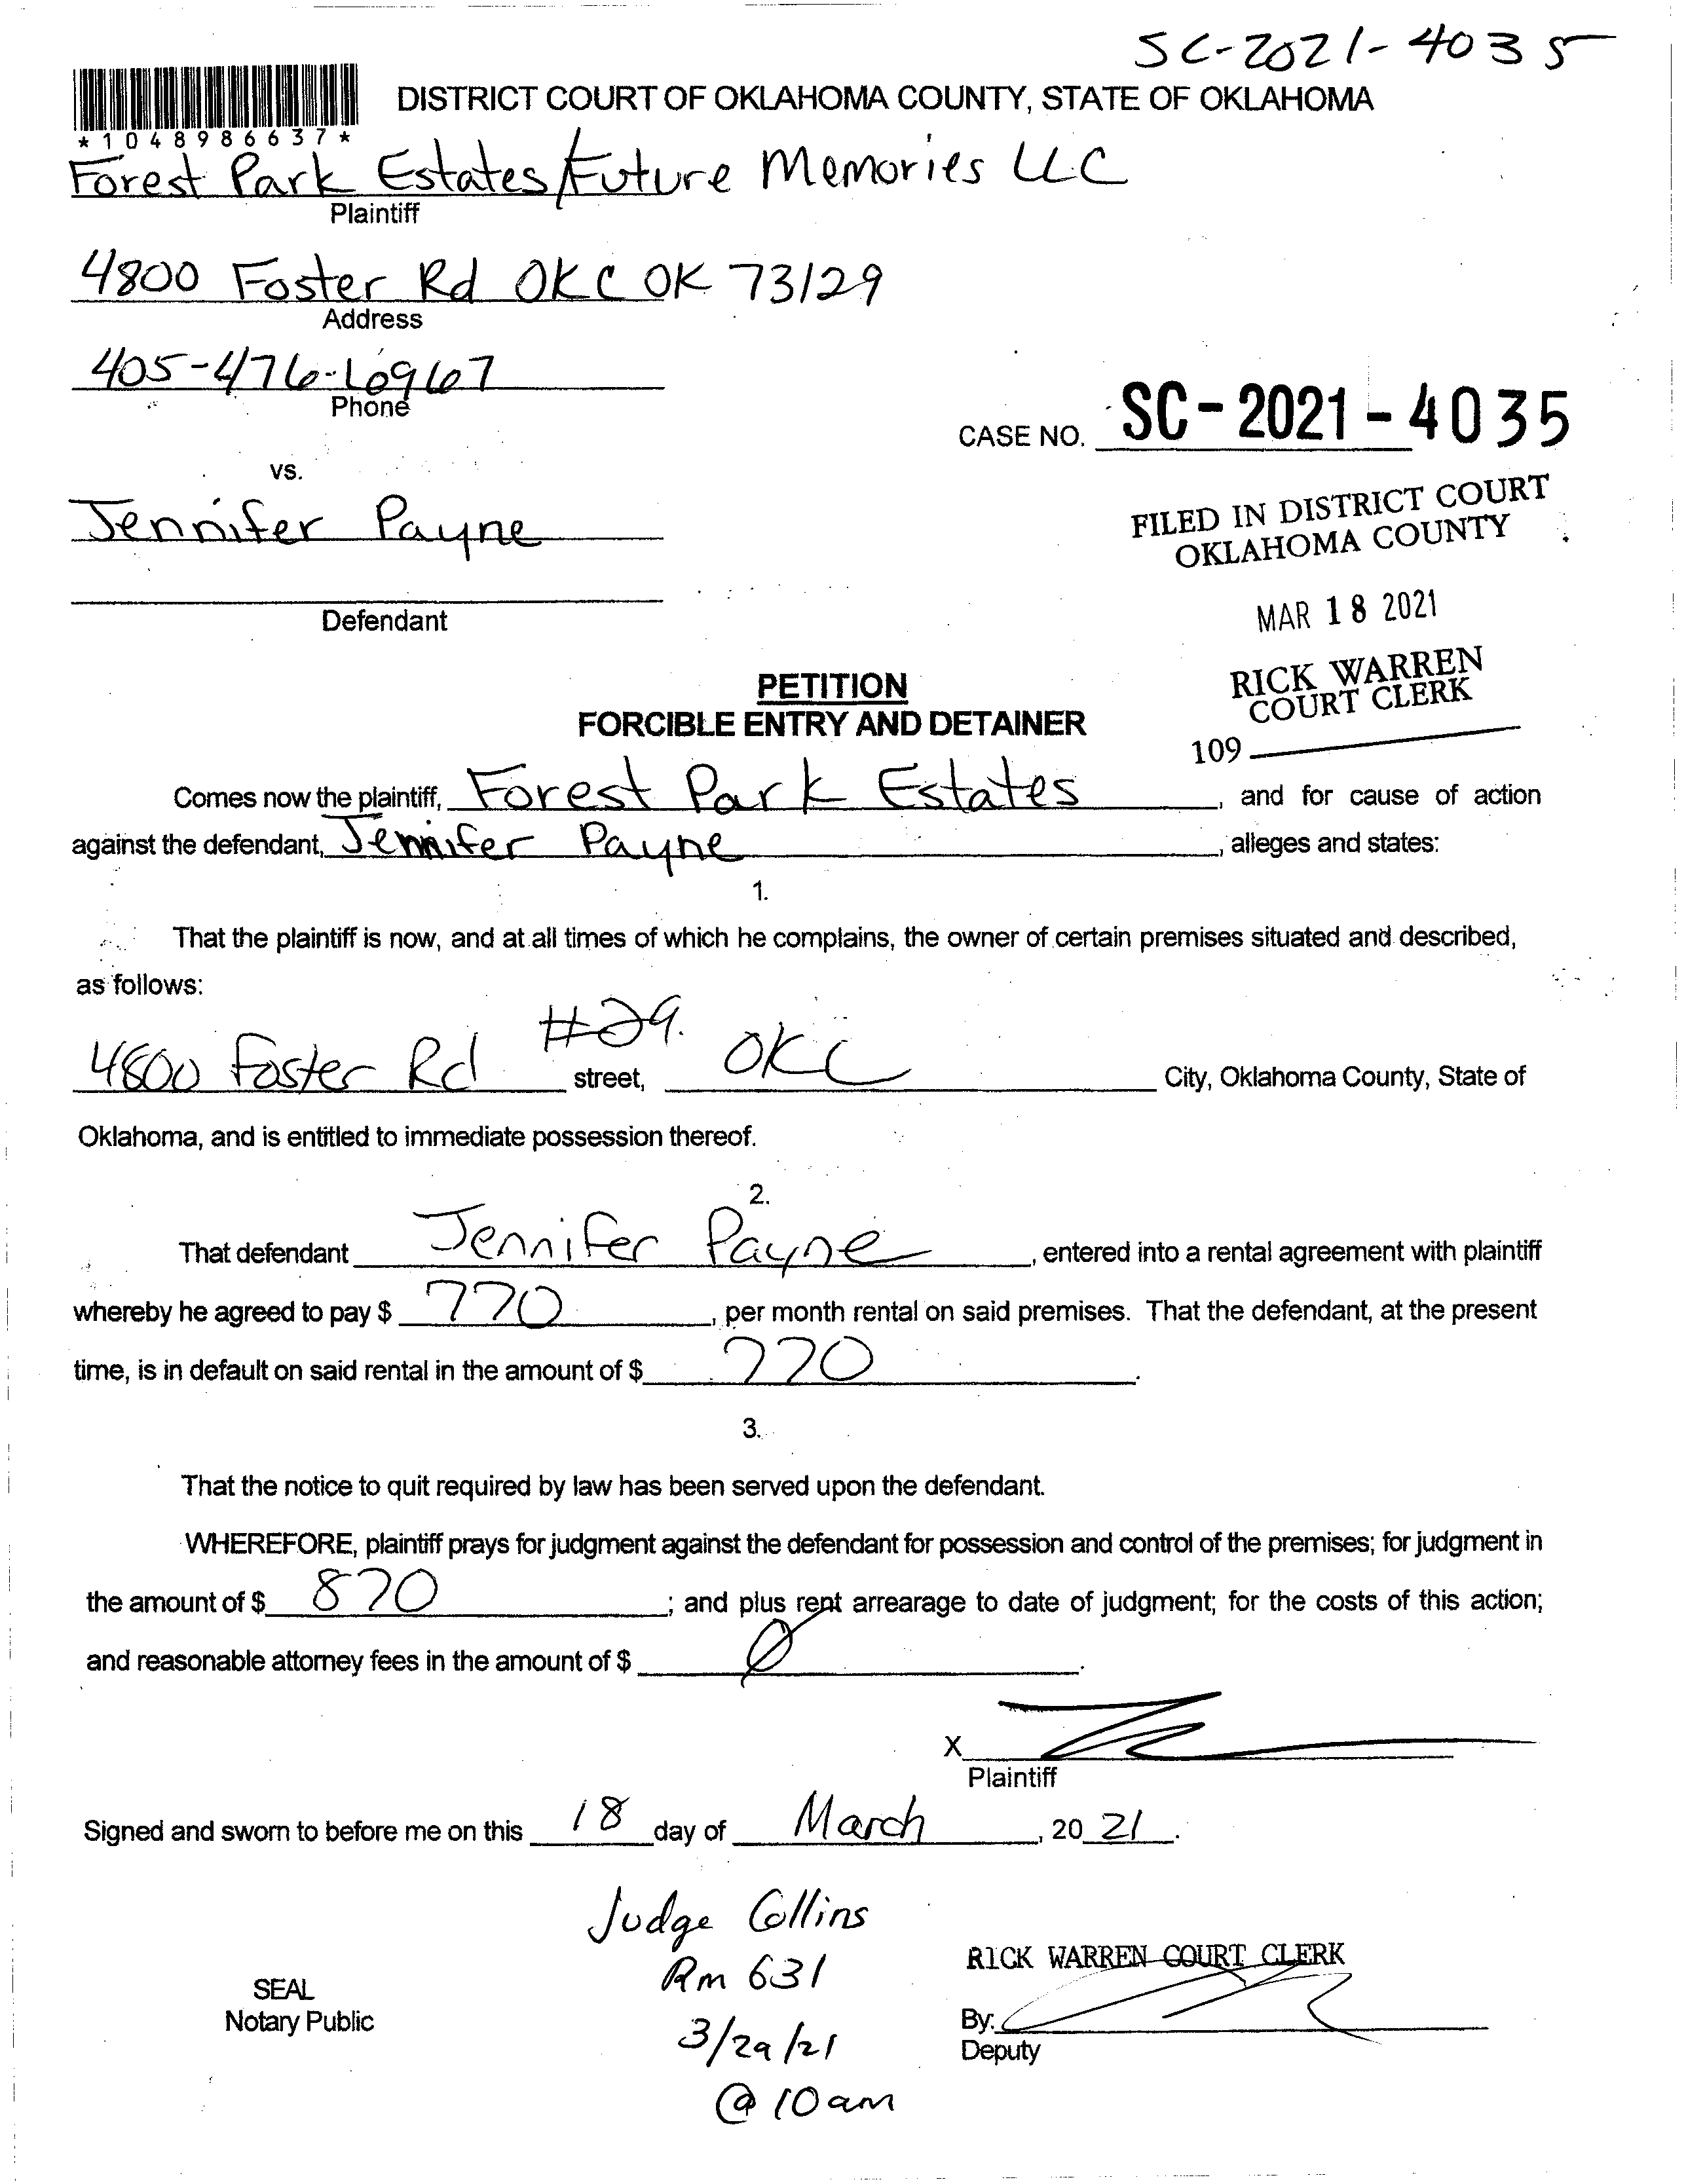 SC-2021-4035
DISTRICT COURT OF OKLAHOMA COUNTY, STATE OF OKLAHOMA
*1048986637*
Forest Park Estates/Future Memories LLC
Plaintiff
4800 Foster Rd OKC OK 73129
Address
405-476-6967
Phone
CASE NO. SC-2021-4035
vs.
Jennifer Payne
FILED IN DISTRICT COURT
OKLAHOMA COUNTY
Defendant
MAR 18 2021
RICK WARREN
COURT CLERK
109
PETITION
FORCIBLE ENTRY AND DETAINER
Comes now the plaintiff, Forest Park Estates, and for cause of action
against the defendant, Jennifer Payne, alleges and states:
1.
That the plaintiff is now, and at all times of which he complains, the owner of certain premises situated and described,
as follows:
4800 Foster Rd #29. street, OKC City, Oklahoma County, State of
Oklahoma, and is entitled to immediate possession thereof.
2.
That defendant Jennifer Payne, entered into a rental agreement with plaintiff
whereby he agreed to pay $ 770, per month rental on said premises. That the defendant, at the present
time, is in default on said rental in the amount of $ 770.
3.
That the notice to quit required by law has been served upon the defendant.
WHEREFORE, plaintiff prays for judgment against the defendant for possession and control of the premises; for judgment in
the amount of $ 870; and plus rent arrearage to date of judgment; for the costs of this action;
and reasonable attorney fees in the amount of $ Ø.
X
Plaintiff
Signed and sworn to before me on this 18 day of March, 20 21.
Judge Collins
Rm 631
3/29/21
@ 10am
SEAL
Notary Public
RICK WARREN COURT CLERK
By:
Deputy